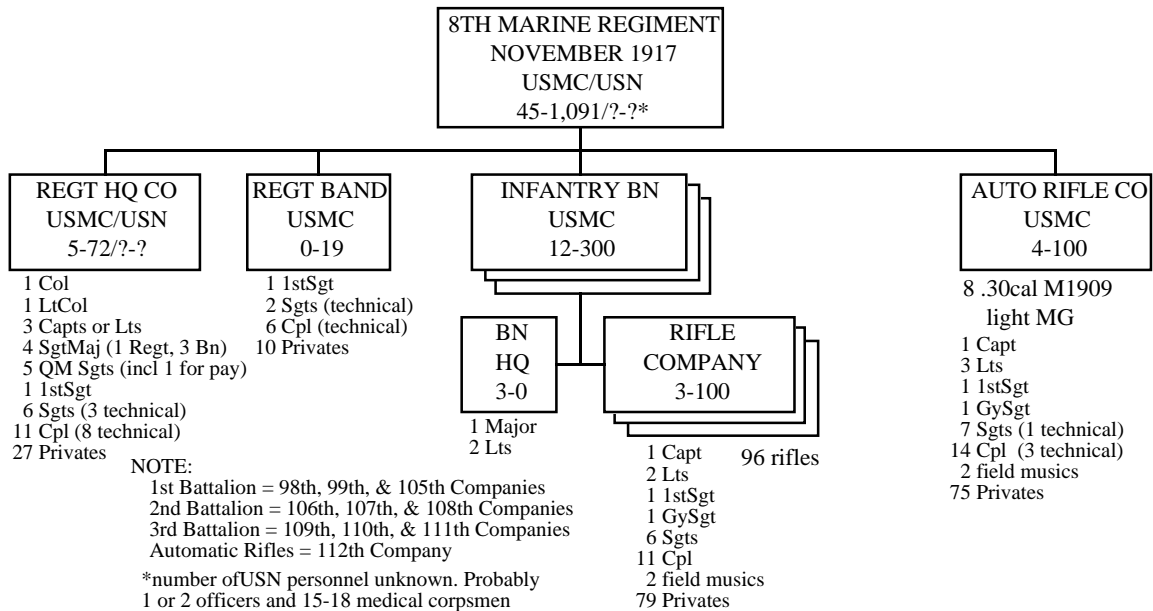 8TH MARINE REGIMENT
NOVEMBER 1917
USMC/USN
45-1,091/?-?*
REGT HQ CO
USMC/USN
5-72/?-?
1 Col
1 LtCol
3 Capts or Lts
4 SgtMaj (1 Regt, 3 Bn)
5 QM Sgts (incl 1 for pay)
1 1stSgt
6 Sgts (3 technical)
11 Cpl (8 technical)
27 Privates
REGT BAND
USMC
0-19
1 1stSgt
2 Sgts (technical)
6 Cpl (technical)
10 Privates
INFANTRY BN
USMC
12-300
BN
HQ
3-0
1 Major
2 Lts
RIFLE
COMPANY
3-100
96 rifles
1 Capt
2 Lts
1 1stSgt
1 GySgt
6 Sgts
11 Cpl
2 field musics
79 Privates
AUTO RIFLE CO
USMC
4-100
8 .30cal M1909
light MG
1 Capt
3 Lts
1 1stSgt
1 GySgt
7 Sgts (1 technical)
14 Cpl (3 technical)
2 field musics
75 Privates
NOTE:
1st Battalion = 98th, 99th, & 105th Companies
2nd Battalion = 106th, 107th, & 108th Companies
3rd Battalion = 109th, 110th, & 111th Companies
Automatic Rifles = 112th Company
*number ofUSN personnel unknown. Probably
1 or 2 officers and 15-18 medical corpsmen